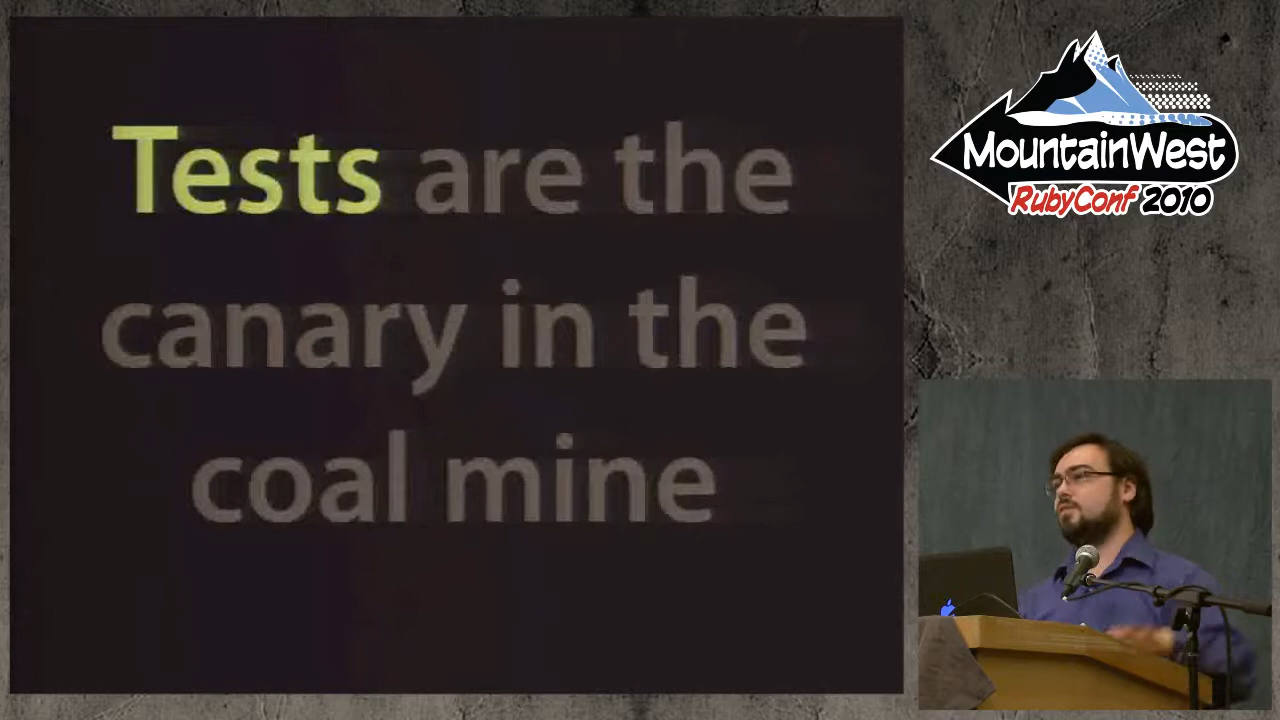 Tests are the
canary in the
coal mine
MountainWest
RubyConf 2010